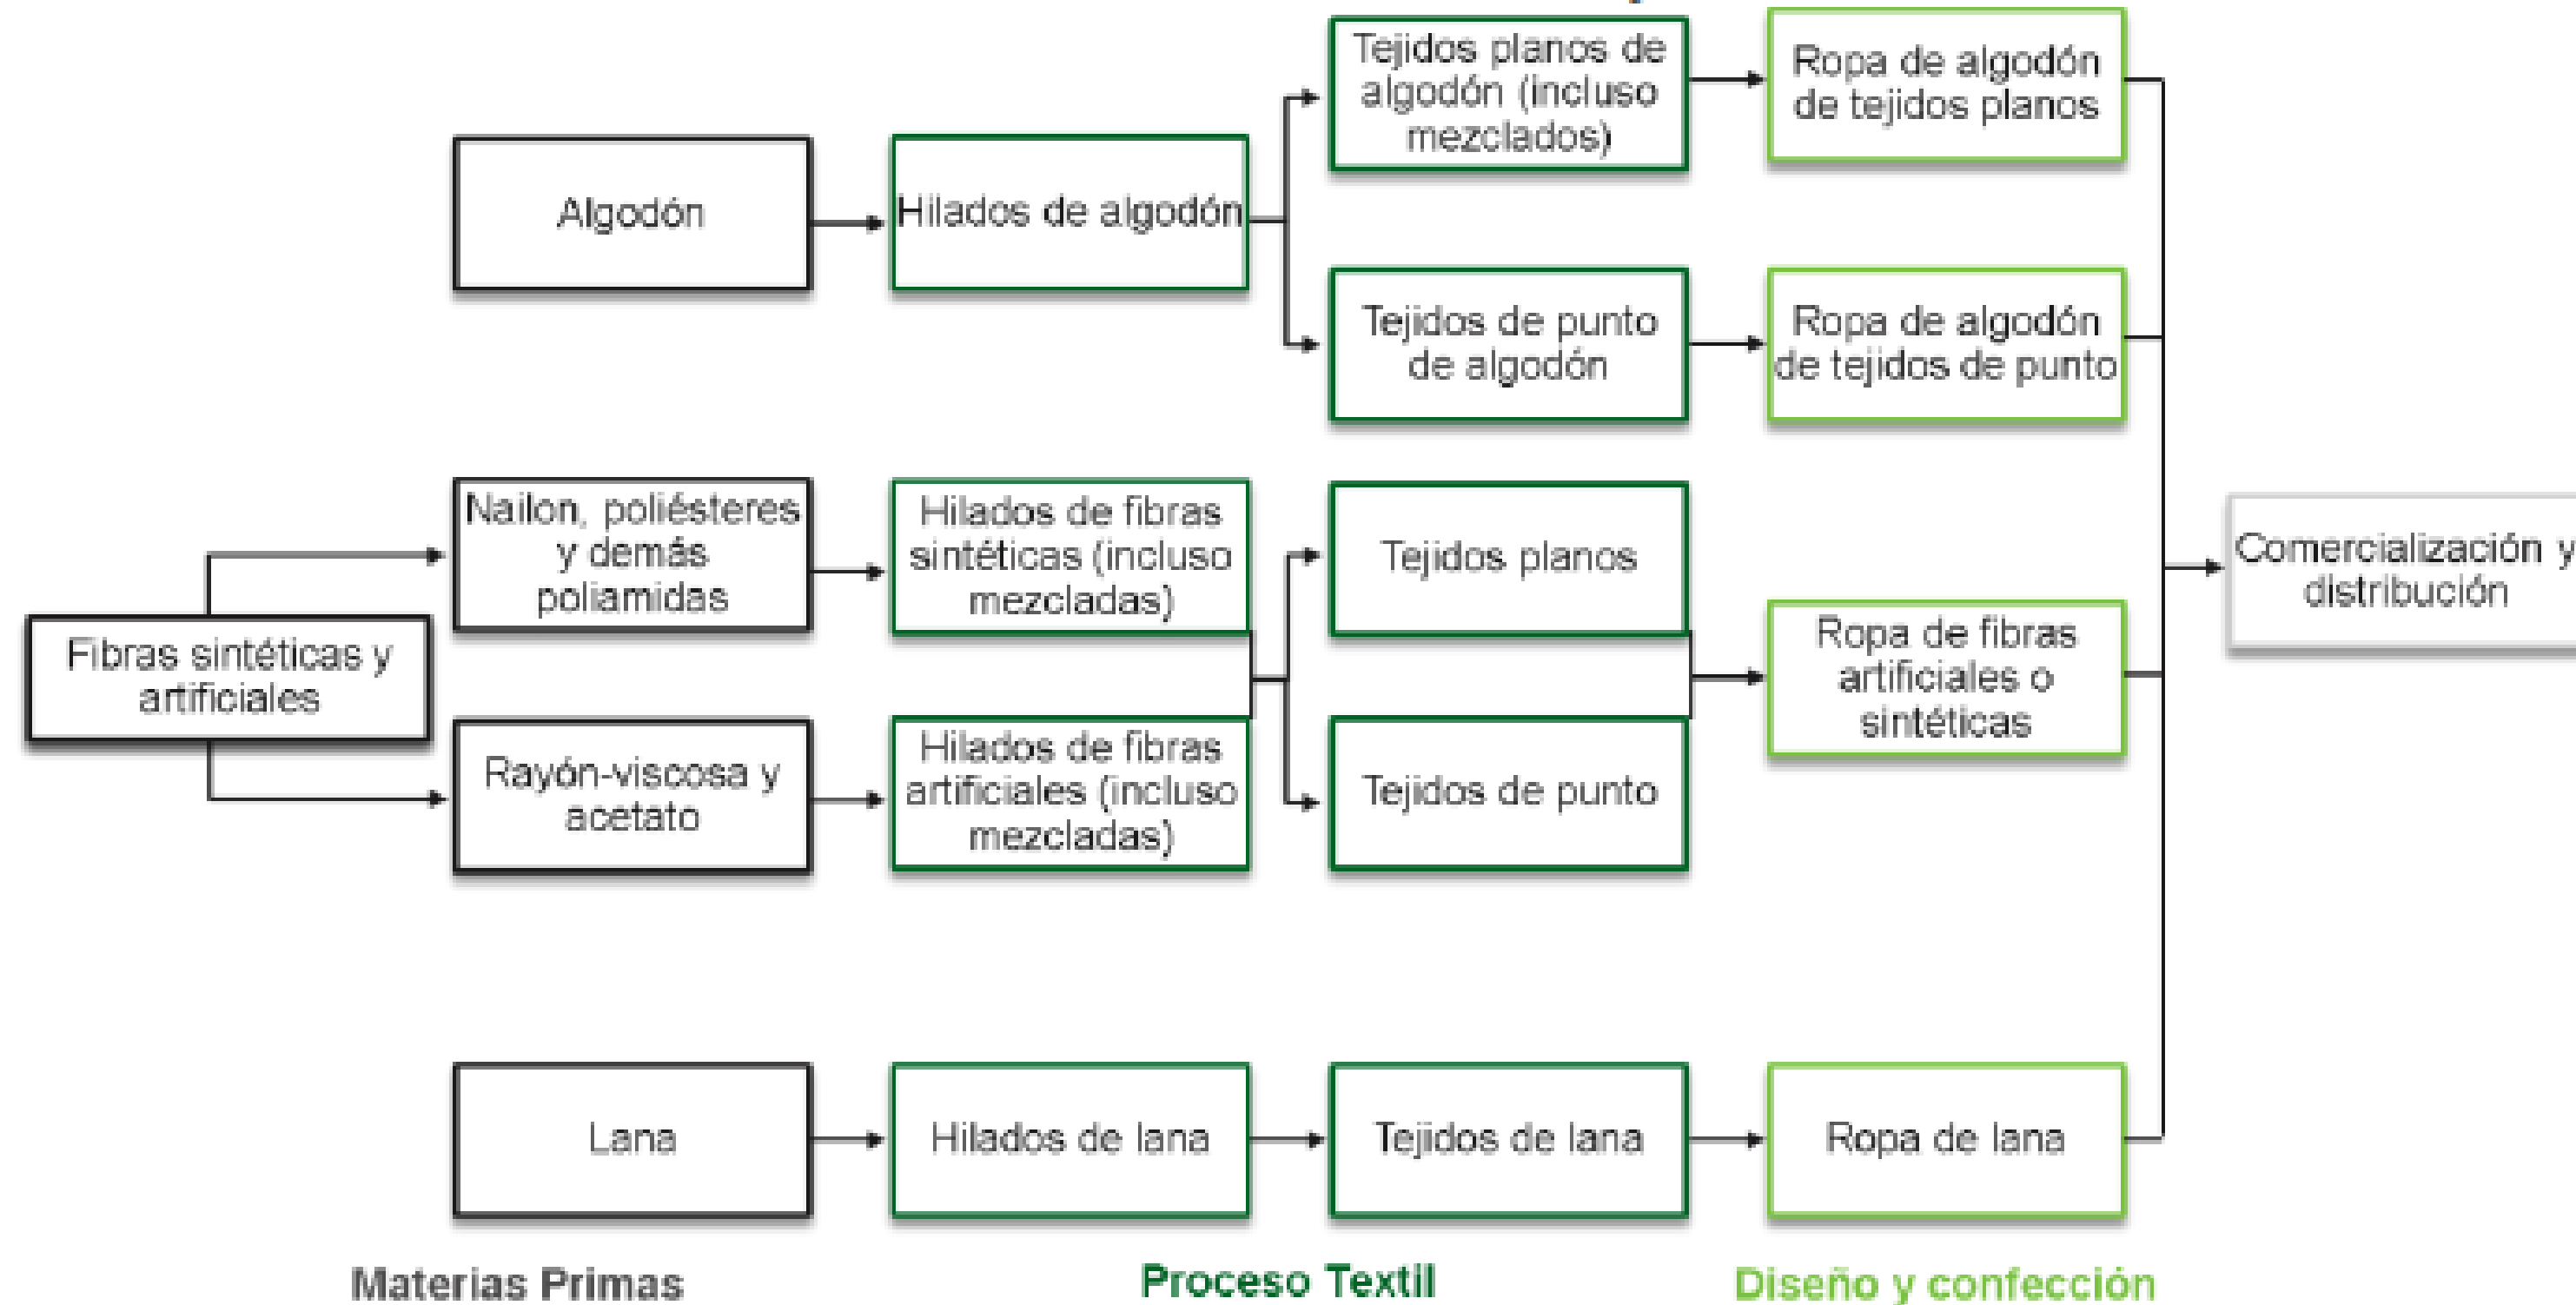 Tejidos planos de
algodón (incluso
mezclados)
Ropa de algodón
de tejidos planos
Algodón
Hilados de algodón
Tejidos de punto
de algodón
Ropa de algodón
de tejidos de punto
Nailon, poliésteres
y demás
poliamidas
Hilados de fibras
sintéticas (incluso
mezcladas)
Tejidos planos
Comercialización y
distribución
Fibras sintéticas y
artificiales
Ropa de fibras
artificiales o
sintéticas
Rayón-viscosa y
acetato
Hilados de fibras
artificiales (incluso
mezcladas)
Tejidos de punto
Lana
Hilados de lana
Tejidos de lana
Ropa de lana
Materias Primas
Proceso Textil
Diseño y confección